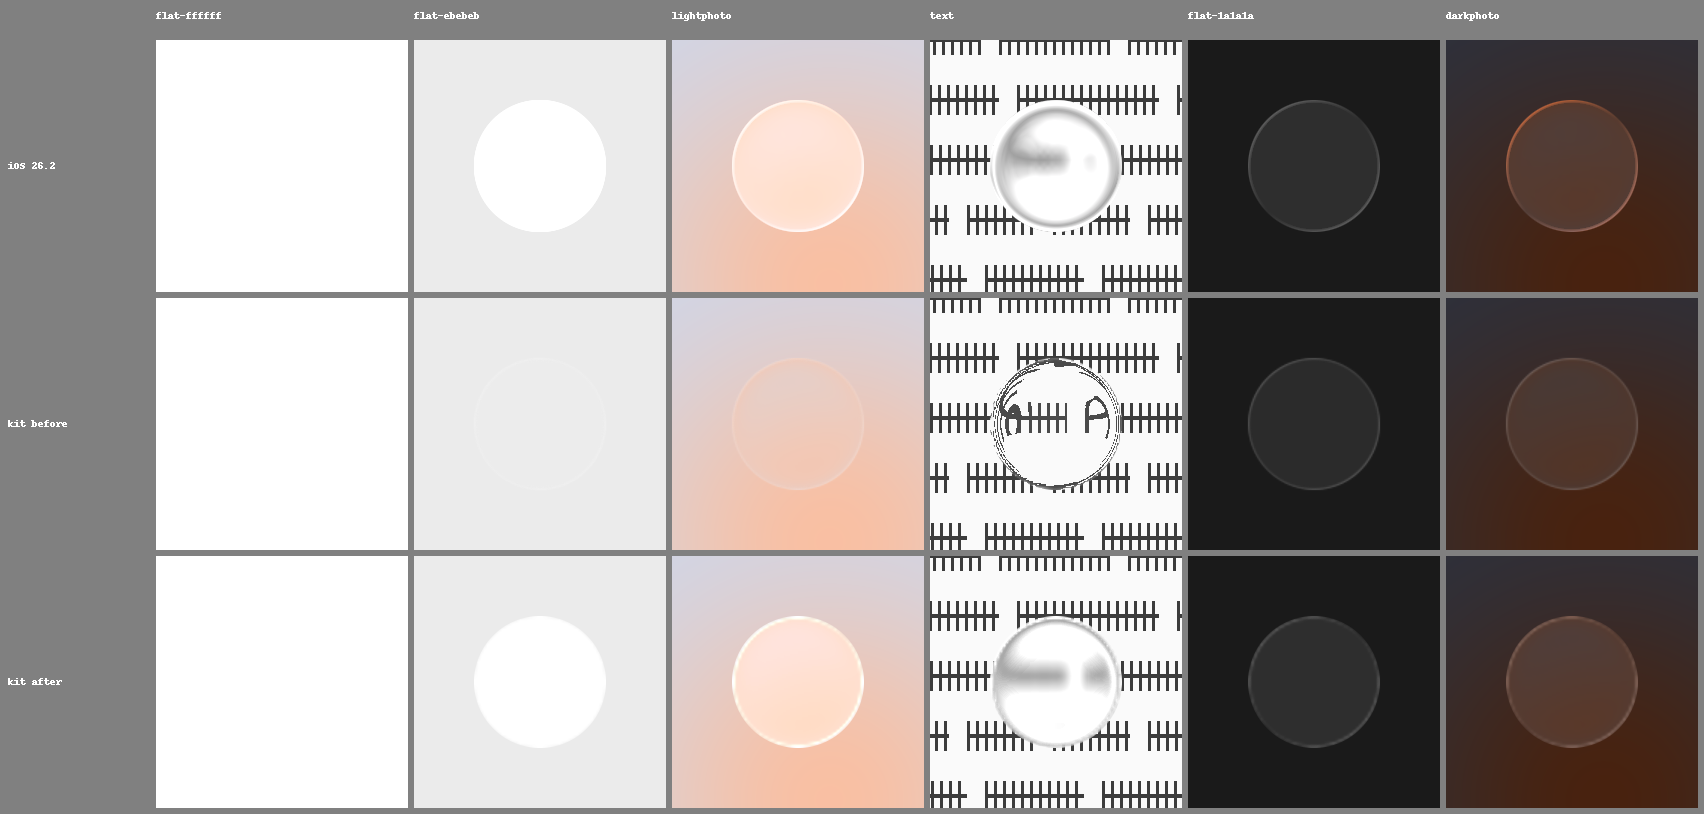 flat-ffffff flat-ebebeb lightphoto text flat-1a1a1a darkphoto
ios 26.2
kit before
kit after